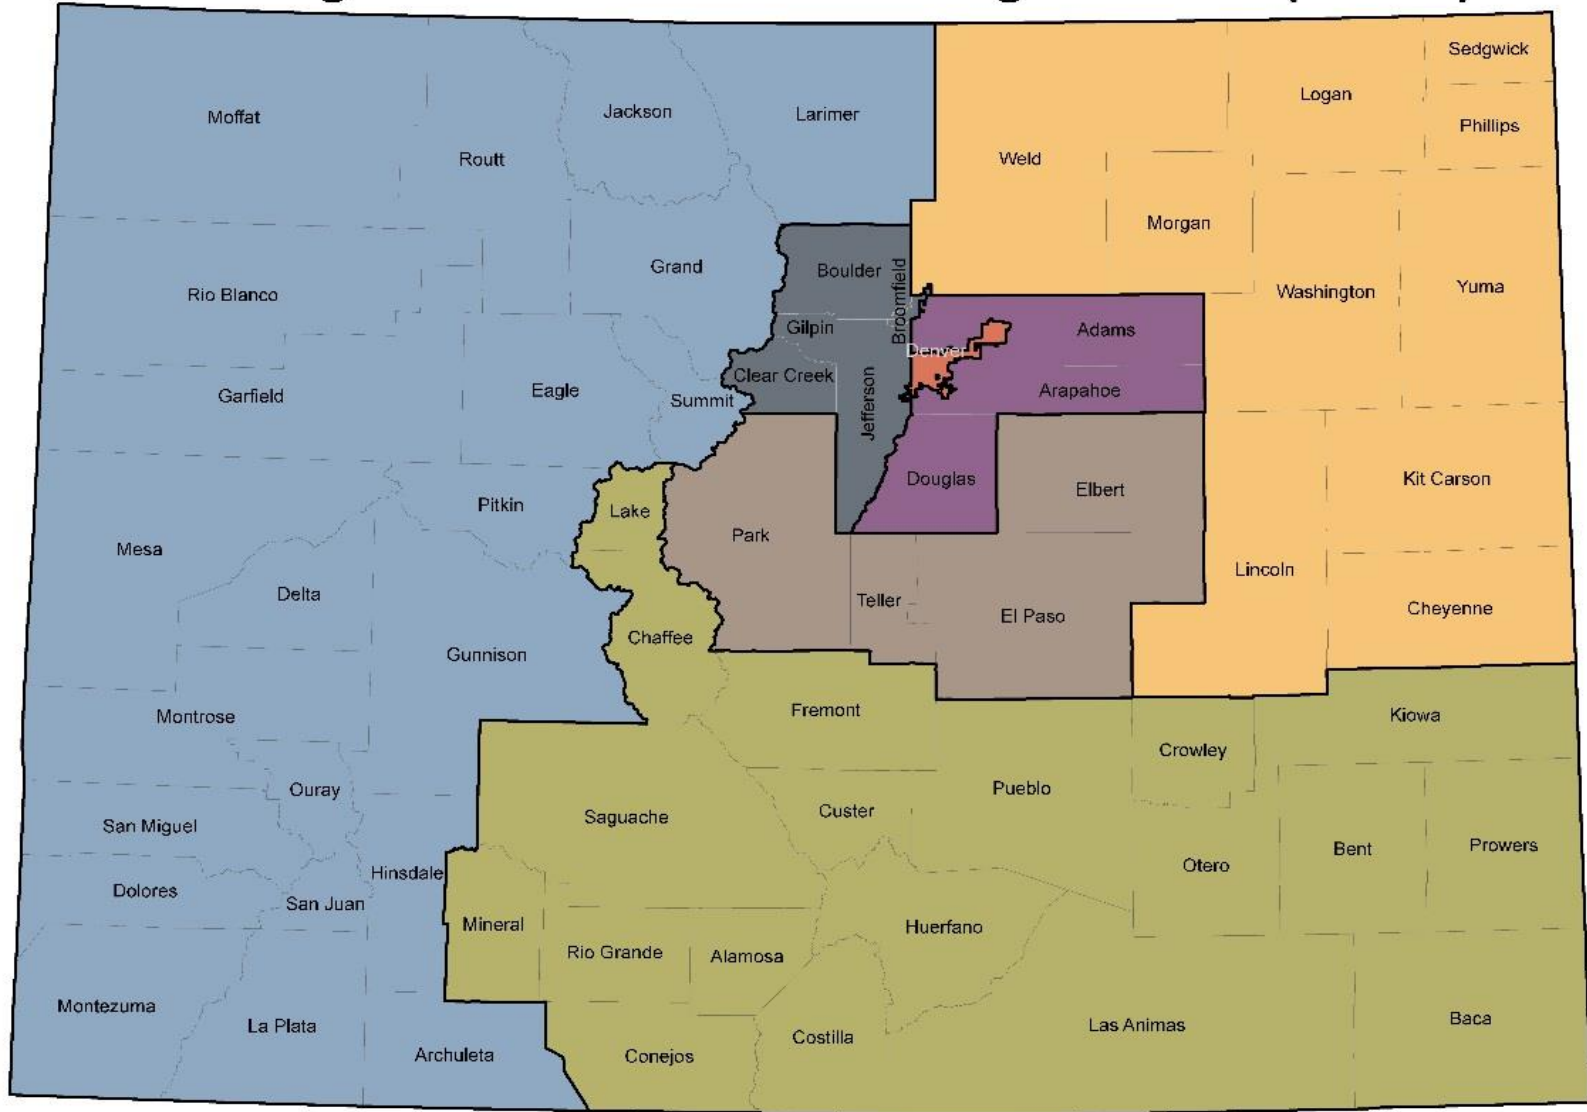 Sedgwick
Logan
Jackson
Larimer
Moffat
Phillips
Routt
Weld
Morgan
Grand
Boulder
Broomfield
Rio Blanco
Washington
Yuma
Gilpin
Adams
Denver
Clear Creek
Arapahoe
Eagle
Garfield
Summit
Jefferson
Douglas
Kit Carson
Elbert
Pitkin
Lake
Park
Mesa
Lincoln
Delta
Teller
Cheyenne
El Paso
Chaffee
Gunnison
Fremont
Montrose
Kiowa
Crowley
Ouray
Pueblo
Custer
Saguache
San Miguel
Prowers
Bent
Otero
Hinsdale
Dolores
San Juan
Mineral
Huerfano
Rio Grande
Alamosa
Montezuma
Baca
La Plata
Las Animas
Costilla
Archuleta
Conejos